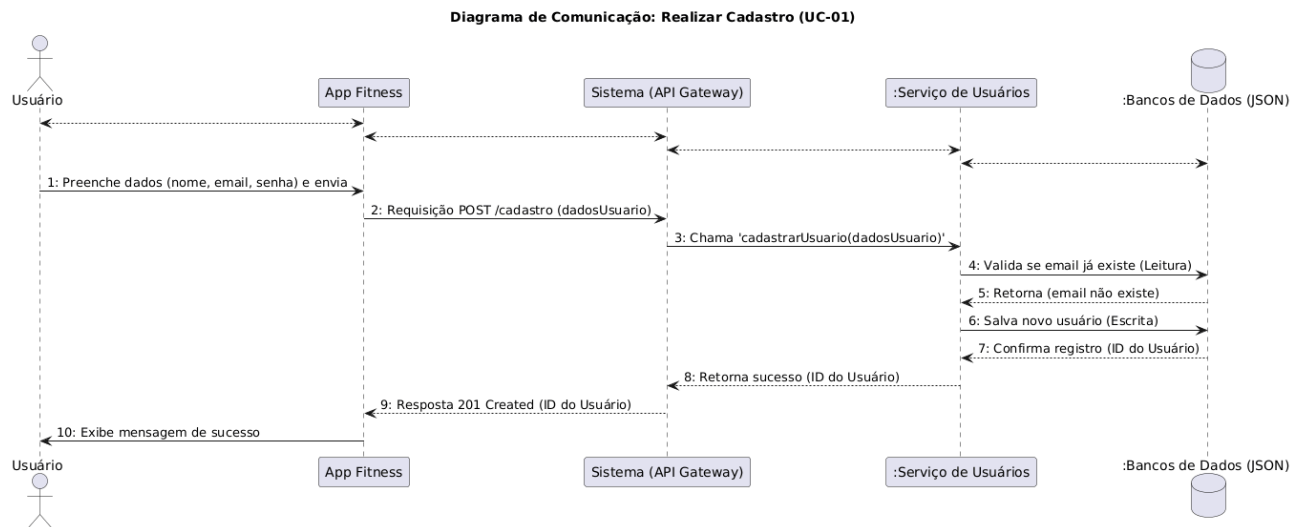 Diagrama de Comunicação: Realizar Cadastro (UC-01)
Usuário
App Fitness
Sistema (API Gateway)
:Serviço de Usuários
:Bancos de Dados (JSON)
1: Preenche dados (nome, email, senha) e envia
2: Requisição POST /cadastro (dadosUsuario)
3: Chama 'cadastrarUsuario(dadosUsuario)'
4: Valida se email já existe (Leitura)
5: Retorna (email não existe)
6: Salva novo usuário (Escrita)
7: Confirma registro (ID do Usuário)
8: Retorna sucesso (ID do Usuário)
9: Resposta 201 Created (ID do Usuário)
10: Exibe mensagem de sucesso
Usuário
App Fitness
Sistema (API Gateway)
:Serviço de Usuários
:Bancos de Dados (JSON)